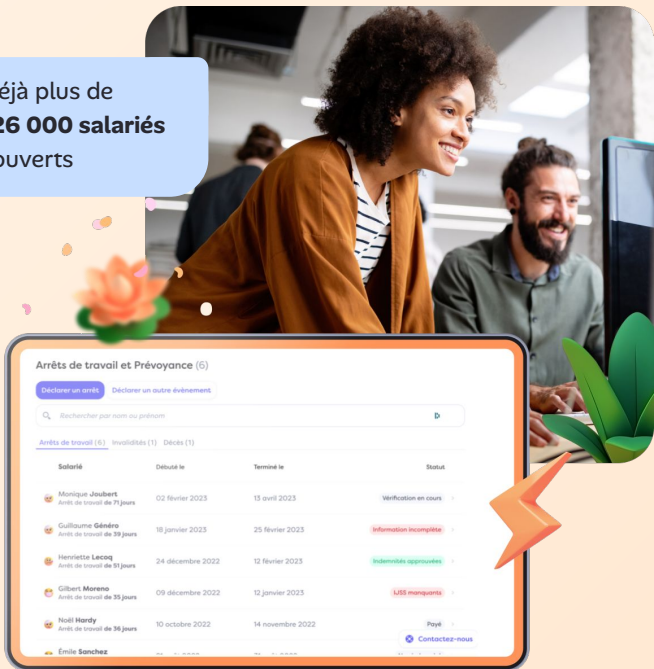 éjà plus de
26 000 salariés
ouverts
Arrêts de travail et Prévoyance (6)
Déclarer un arrêt Déclarer un autre évènement
Rechercher par nom ou prénom
Arrêts de travail (6) Invalidités (1) Décès (1)
Salarié Débuté le Terminé le Statut
Monique Joubert 02 février 2023 13 avril 2023 Vérification en cours
Arrêt de travail de 71 jours
Guillaume Généro 18 janvier 2023 25 février 2023 Information incomplète
Arrêt de travail de 39 jours
Henriette Lecoq 24 décembre 2022 12 février 2023 Indemnités approuvées
Arrêt de travail de 51 jours
Gilbert Moreno 09 décembre 2022 12 janvier 2023 IJSS manquants
Arrêt de travail de 35 jours
Noël Hardy 10 octobre 2022 14 novembre 2022 Payé
Arrêt de travail de 36 jours
Contactez-nous
Émile Sanchez